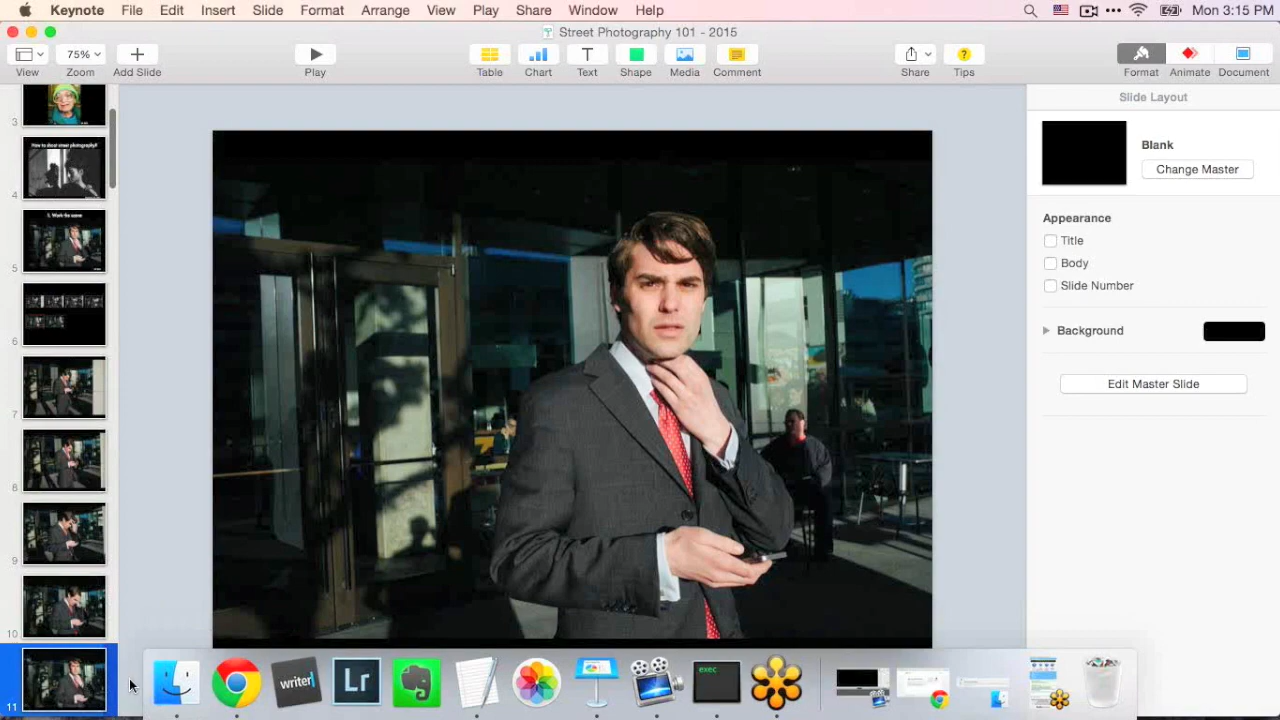 Keynote File Edit Insert Slide Format Arrange View Play Share Window Help Mon 3:15 PM
Street Photography 101 - 2015
75%
View Zoom Add Slide Play Table Chart Text Shape Media Comment Share Tips Format Animate Document
Slide Layout
Blank
Change Master
Appearance
Title
Body
Slide Number
Background
Edit Master Slide
3
How to shoot street photography?
4
1. Work the scene
5
6
7
8
9
10
11
writer
Lr
exec